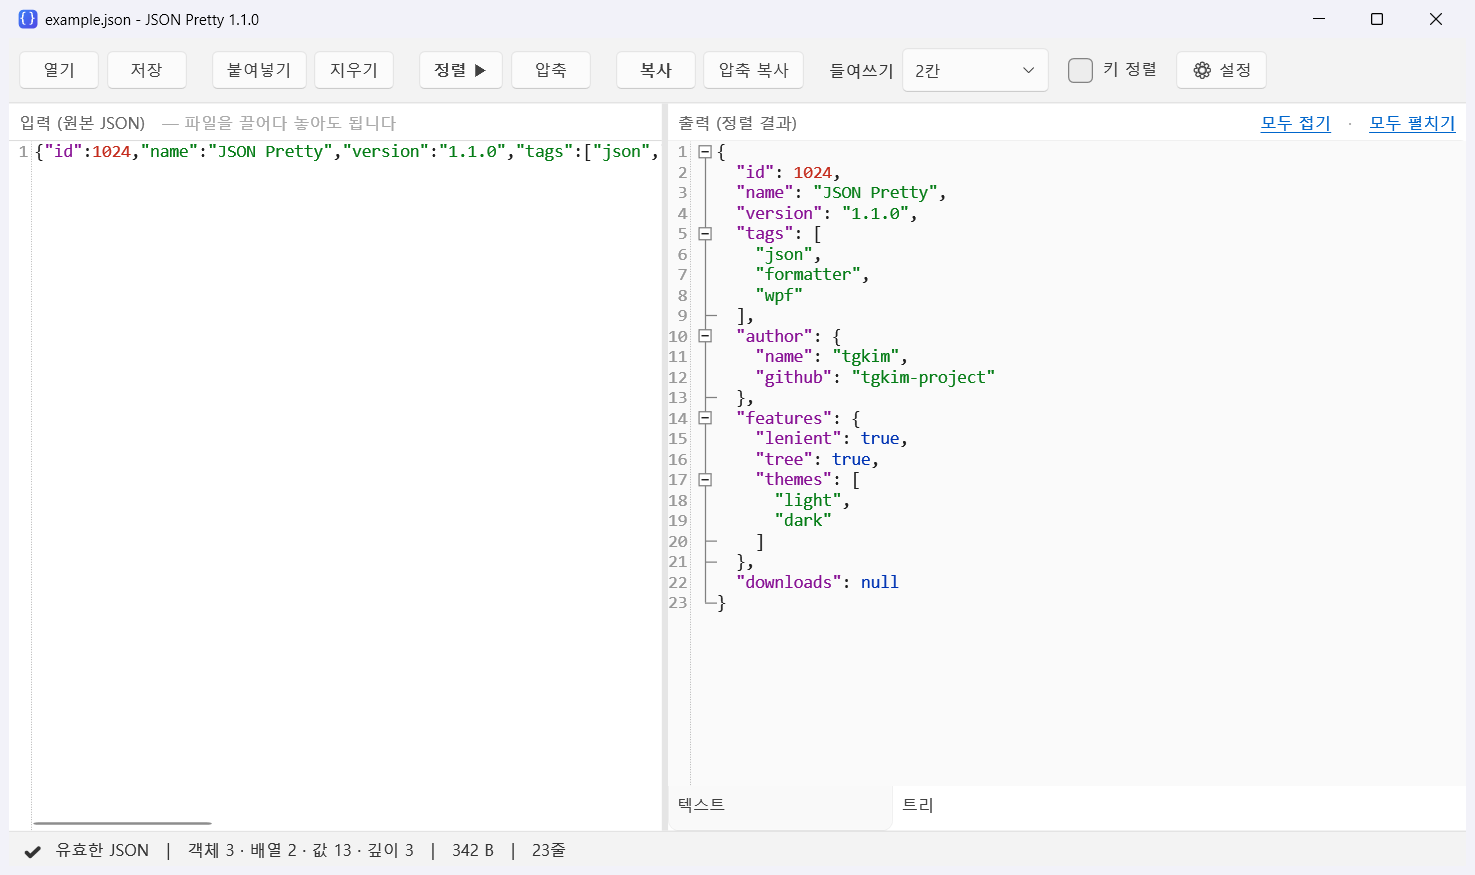 example.json - JSON Pretty 1.1.0
열기 저장 붙여넣기 지우기 정렬 ▶ 압축 복사 압축 복사 들여쓰기 2칸 키 정렬 설정
입력 (원본 JSON) — 파일을 끌어다 놓아도 됩니다
1 {"id":1024,"name":"JSON Pretty","version":"1.1.0","tags":["json",
출력 (정렬 결과) 모두 접기 · 모두 펼치기
1 {
2 "id": 1024,
3 "name": "JSON Pretty",
4 "version": "1.1.0",
5 "tags": [
6 "json",
7 "formatter",
8 "wpf"
9 ],
10 "author": {
11 "name": "tgkim",
12 "github": "tgkim-project"
13 },
14 "features": {
15 "lenient": true,
16 "tree": true,
17 "themes": [
18 "light",
19 "dark"
20 ]
21 },
22 "downloads": null
23 }
텍스트 트리
유효한 JSON | 객체 3 · 배열 2 · 값 13 · 깊이 3 | 342 B | 23줄